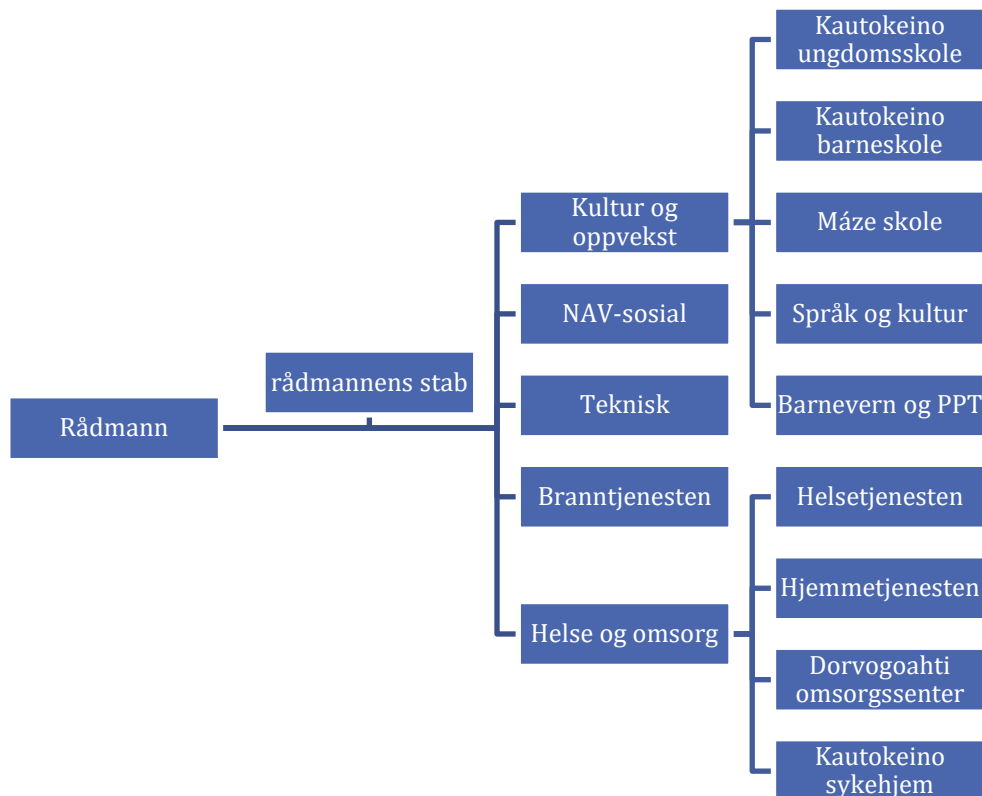 Rådmann
rådmannens stab
Kultur og
oppvekst
NAV-sosial
Teknisk
Branntjenesten
Helse og omsorg
Kautokeino
ungdomsskole
Kautokeino
barneskole
Máze skole
Språk og kultur
Barnevern og PPT
Helsetjenesten
Hjemmetjenesten
Dorvogoahti
omsorgssenter
Kautokeino
sykehjem